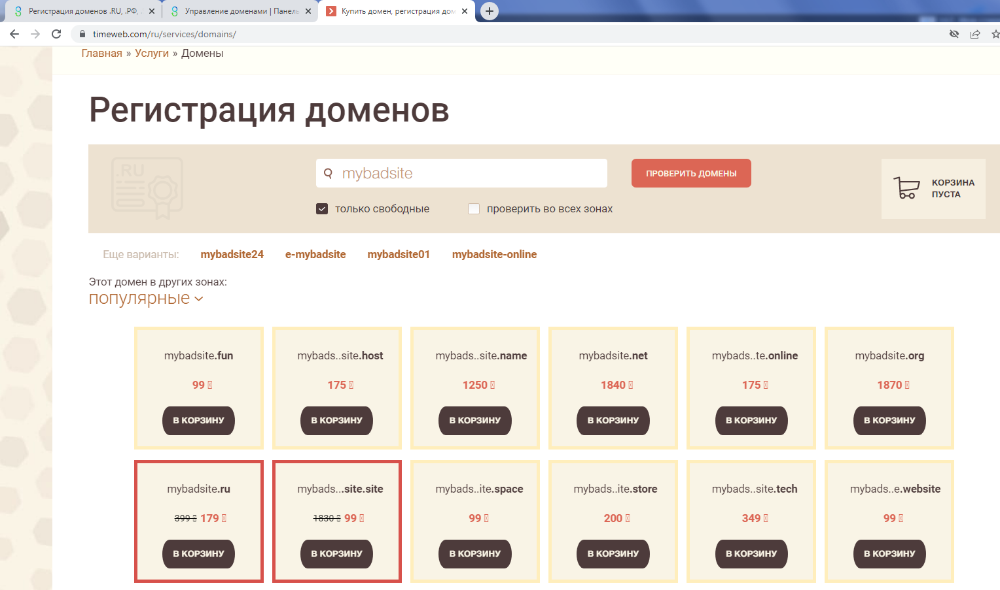 Регистрация доменов .RU, .РФ,
Управление доменами | Панель
Купить домен, регистрация дом
timeweb.com/ru/services/domains/
Главная » Услуги » Домены
Регистрация доменов
.RU
mybadsite
ПРОВЕРИТЬ ДОМЕНЫ
КОРЗИНА
ПУСТА
только свободные
проверить во всех зонах
Еще варианты: mybadsite24 e-mybadsite mybadsite01 mybadsite-online
Этот домен в других зонах:
популярные
mybadsite.fun mybads..site.host mybads..site.name mybadsite.net mybads..te.online mybadsite.org
99 175 1250 1840 175 1870
В КОРЗИНУ В КОРЗИНУ В КОРЗИНУ В КОРЗИНУ В КОРЗИНУ В КОРЗИНУ
mybadsite.ru mybads...site.site mybads..ite.space mybads..ite.store mybads..site.tech mybads..e.website
399 179 1830 99 99 200 349 99
В КОРЗИНУ В КОРЗИНУ В КОРЗИНУ В КОРЗИНУ В КОРЗИНУ В КОРЗИНУ